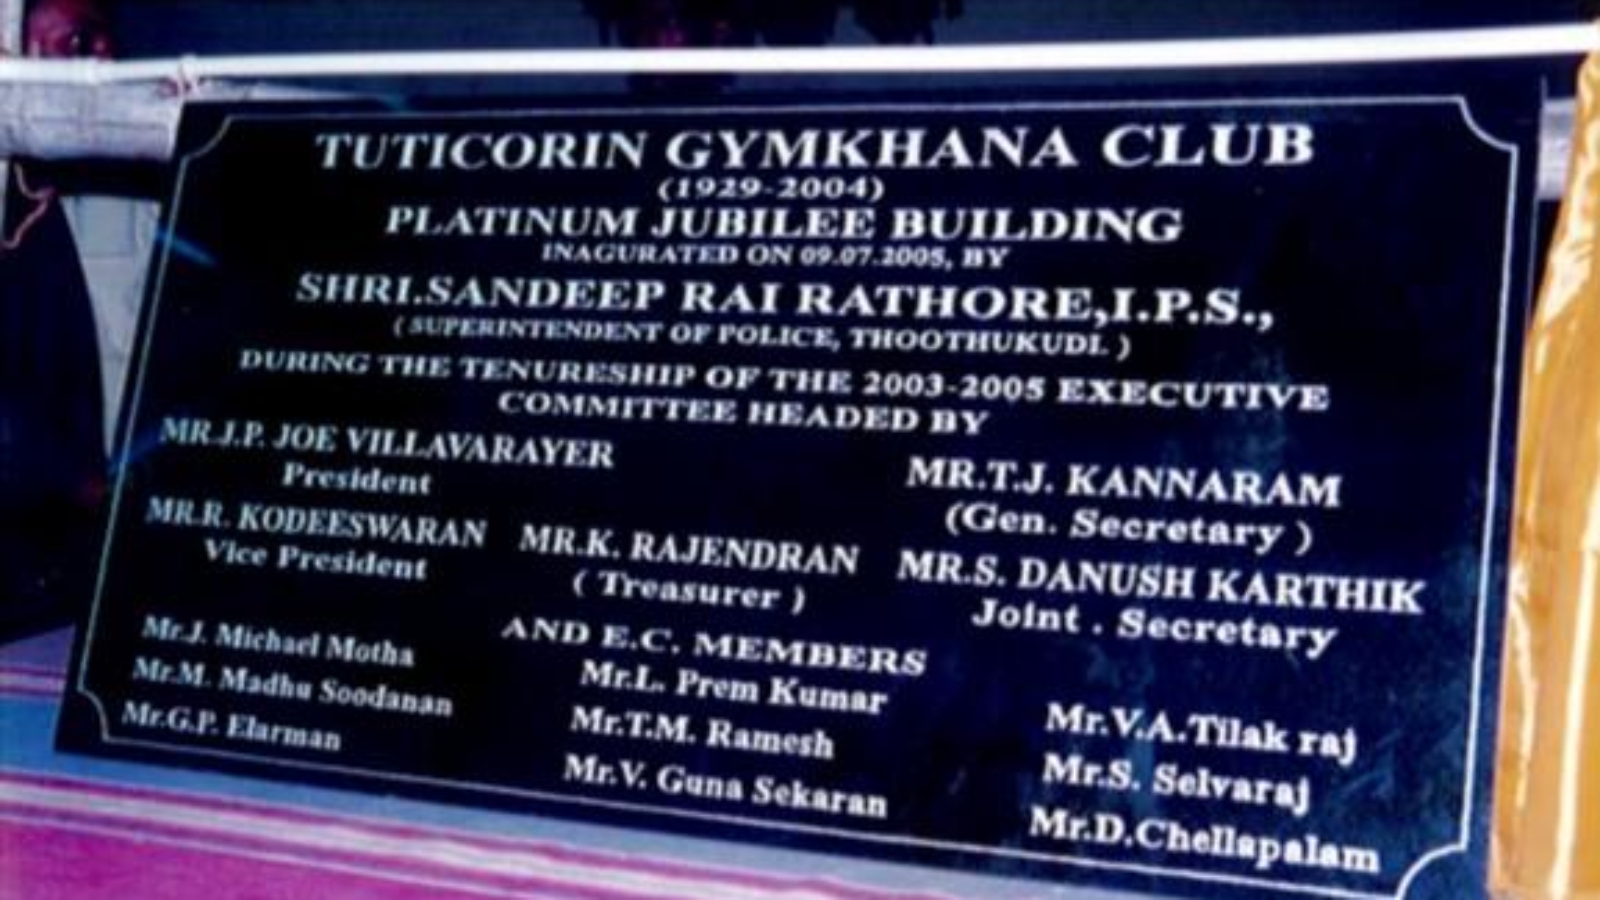 TUTICORIN GYMKHANA CLUB
(1929-2004)
PLATINUM JUBILEE BUILDING
INAGURATED ON 09.07.2005, BY
SHRI.SANDEEP RAI RATHORE,I.P.S.,
( SUPERINTENDENT OF POLICE, THOOTHUKUDI. )
DURING THE TENURESHIP OF THE 2003-2005 EXECUTIVE
COMMITTEE HEADED BY
MR.J.P. JOE VILLAVARAYER
President
MR.T.J. KANNARAM
(Gen. Secretary )
MR.R. KODEESWARAN
Vice President
MR.K. RAJENDRAN
( Treasurer )
MR.S. DANUSH KARTHIK
Joint . Secretary
AND E.C. MEMBERS
Mr.J. Michael Motha
Mr.M. Madhu Soodanan
Mr.G.P. Elarman
Mr.L. Prem Kumar
Mr.T.M. Ramesh
Mr.V. Guna Sekaran
Mr.V.A.Tilak raj
Mr.S. Selvaraj
Mr.D.Chellapalam